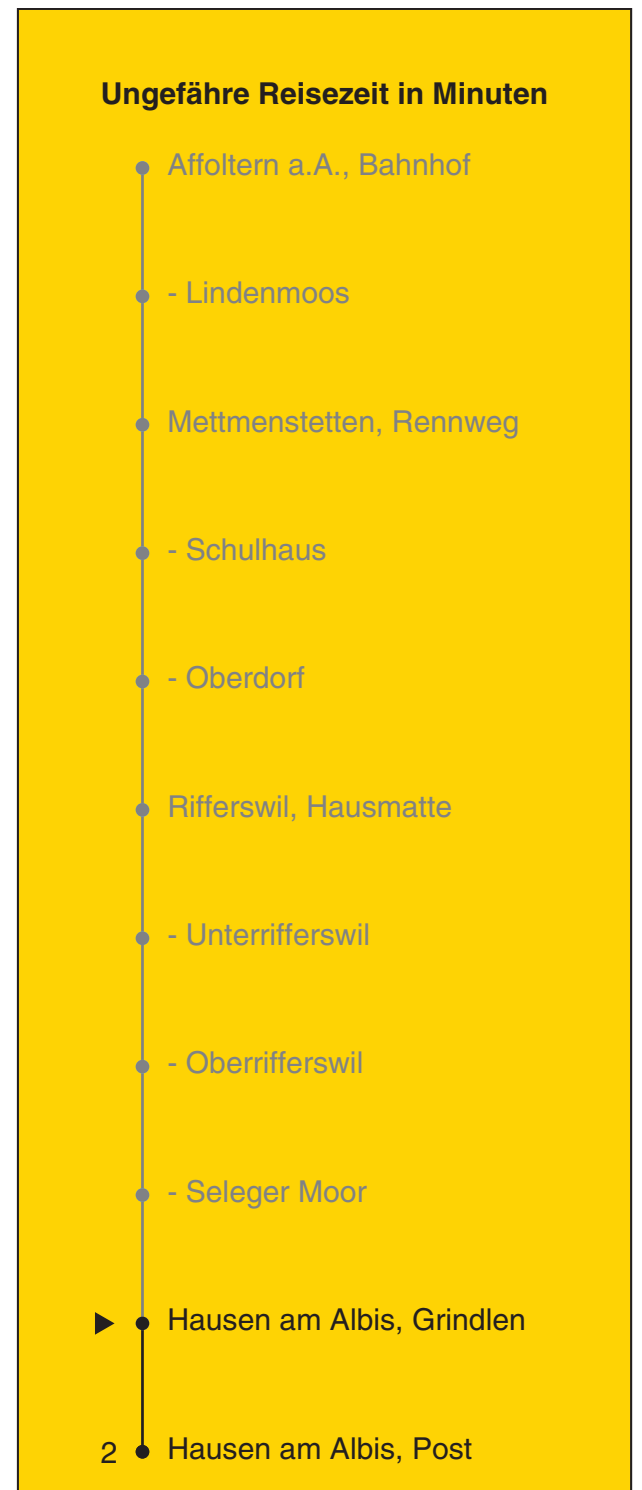 Ungefähre Reisezeit in Minuten
Affoltern a.A., Bahnhof
- Lindenmoos
Mettmenstetten, Rennweg
- Schulhaus
- Oberdorf
Rifferswil, Hausmatte
- Unterrifferswil
- Oberrifferswil
- Seleger Moor
Hausen am Albis, Grindlen
2 Hausen am Albis, Post